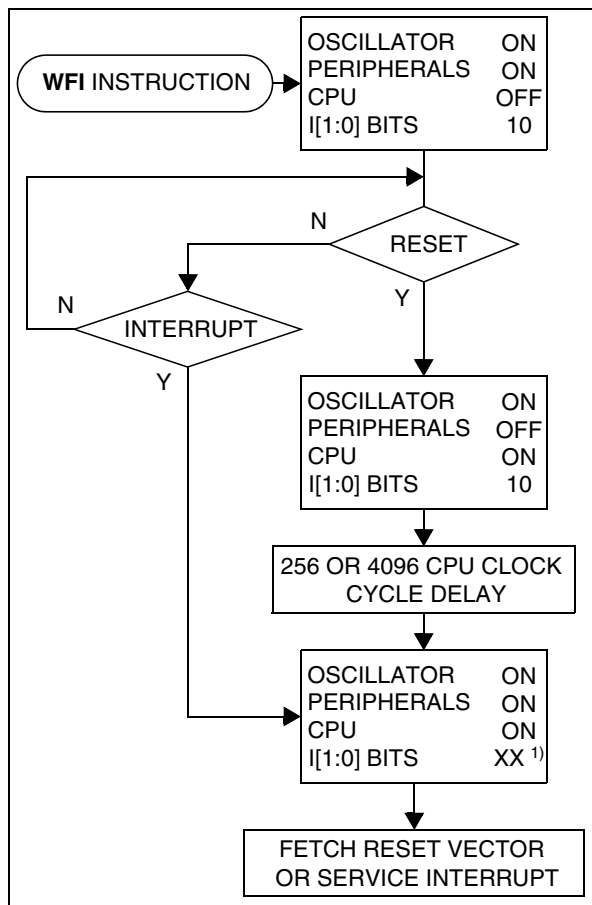 WFI INSTRUCTION
OSCILLATOR ON
PERIPHERALS ON
CPU OFF
I[1:0] BITS 10
N
RESET
N
INTERRUPT
Y
Y
OSCILLATOR ON
PERIPHERALS OFF
CPU ON
I[1:0] BITS 10
256 OR 4096 CPU CLOCK
CYCLE DELAY
OSCILLATOR ON
PERIPHERALS ON
CPU ON
I[1:0] BITS XX 1)
FETCH RESET VECTOR
OR SERVICE INTERRUPT